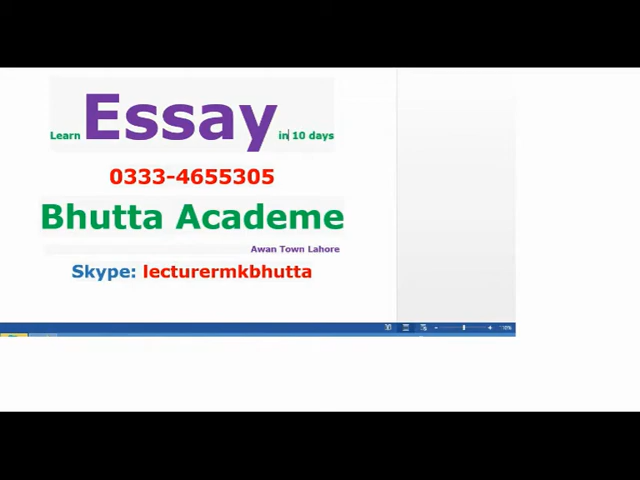 Learn Essay in 10 days
0333-4655305
Bhutta Academe
Awan Town Lahore
Skype: lecturermkbhutta